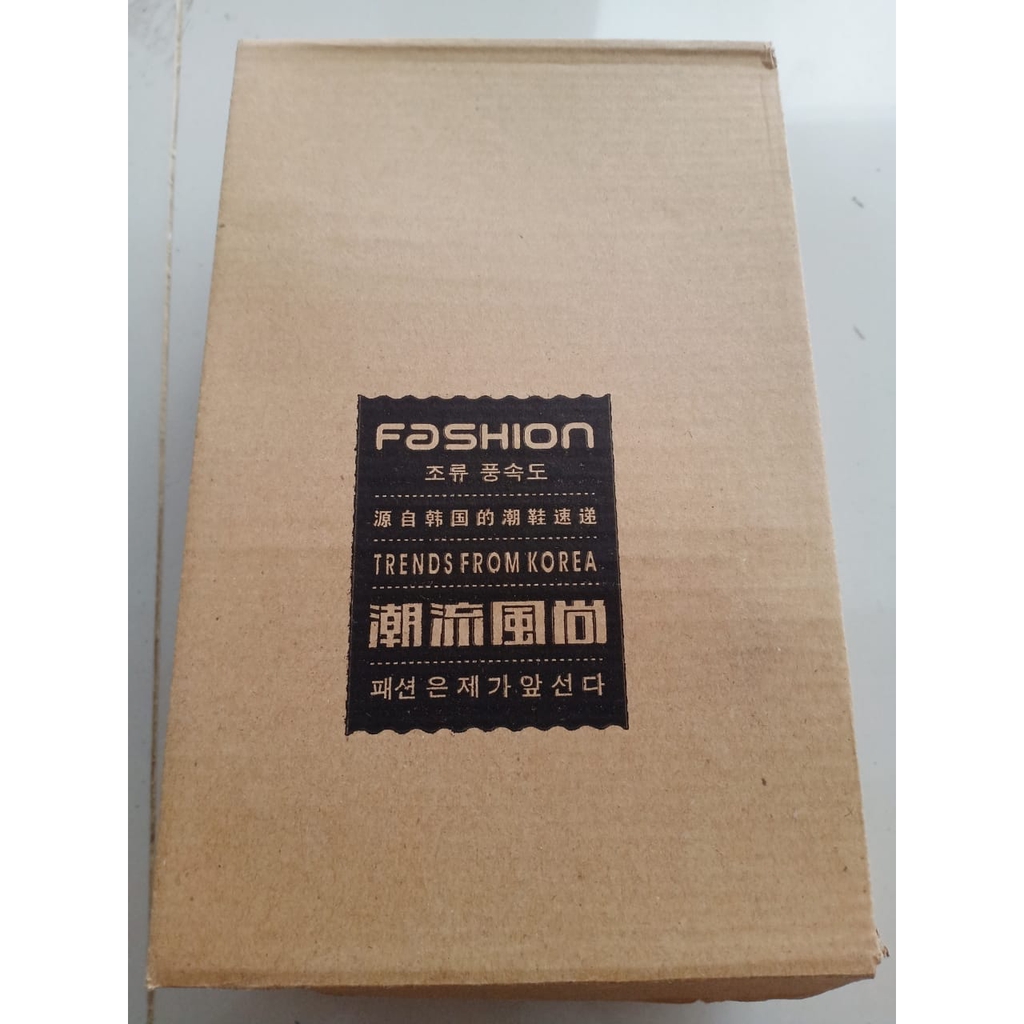 FASHION
조류 풍속도
源自韩国的潮鞋速递
TRENDS FROM KOREA
潮流風尚
패션은제가앞선다